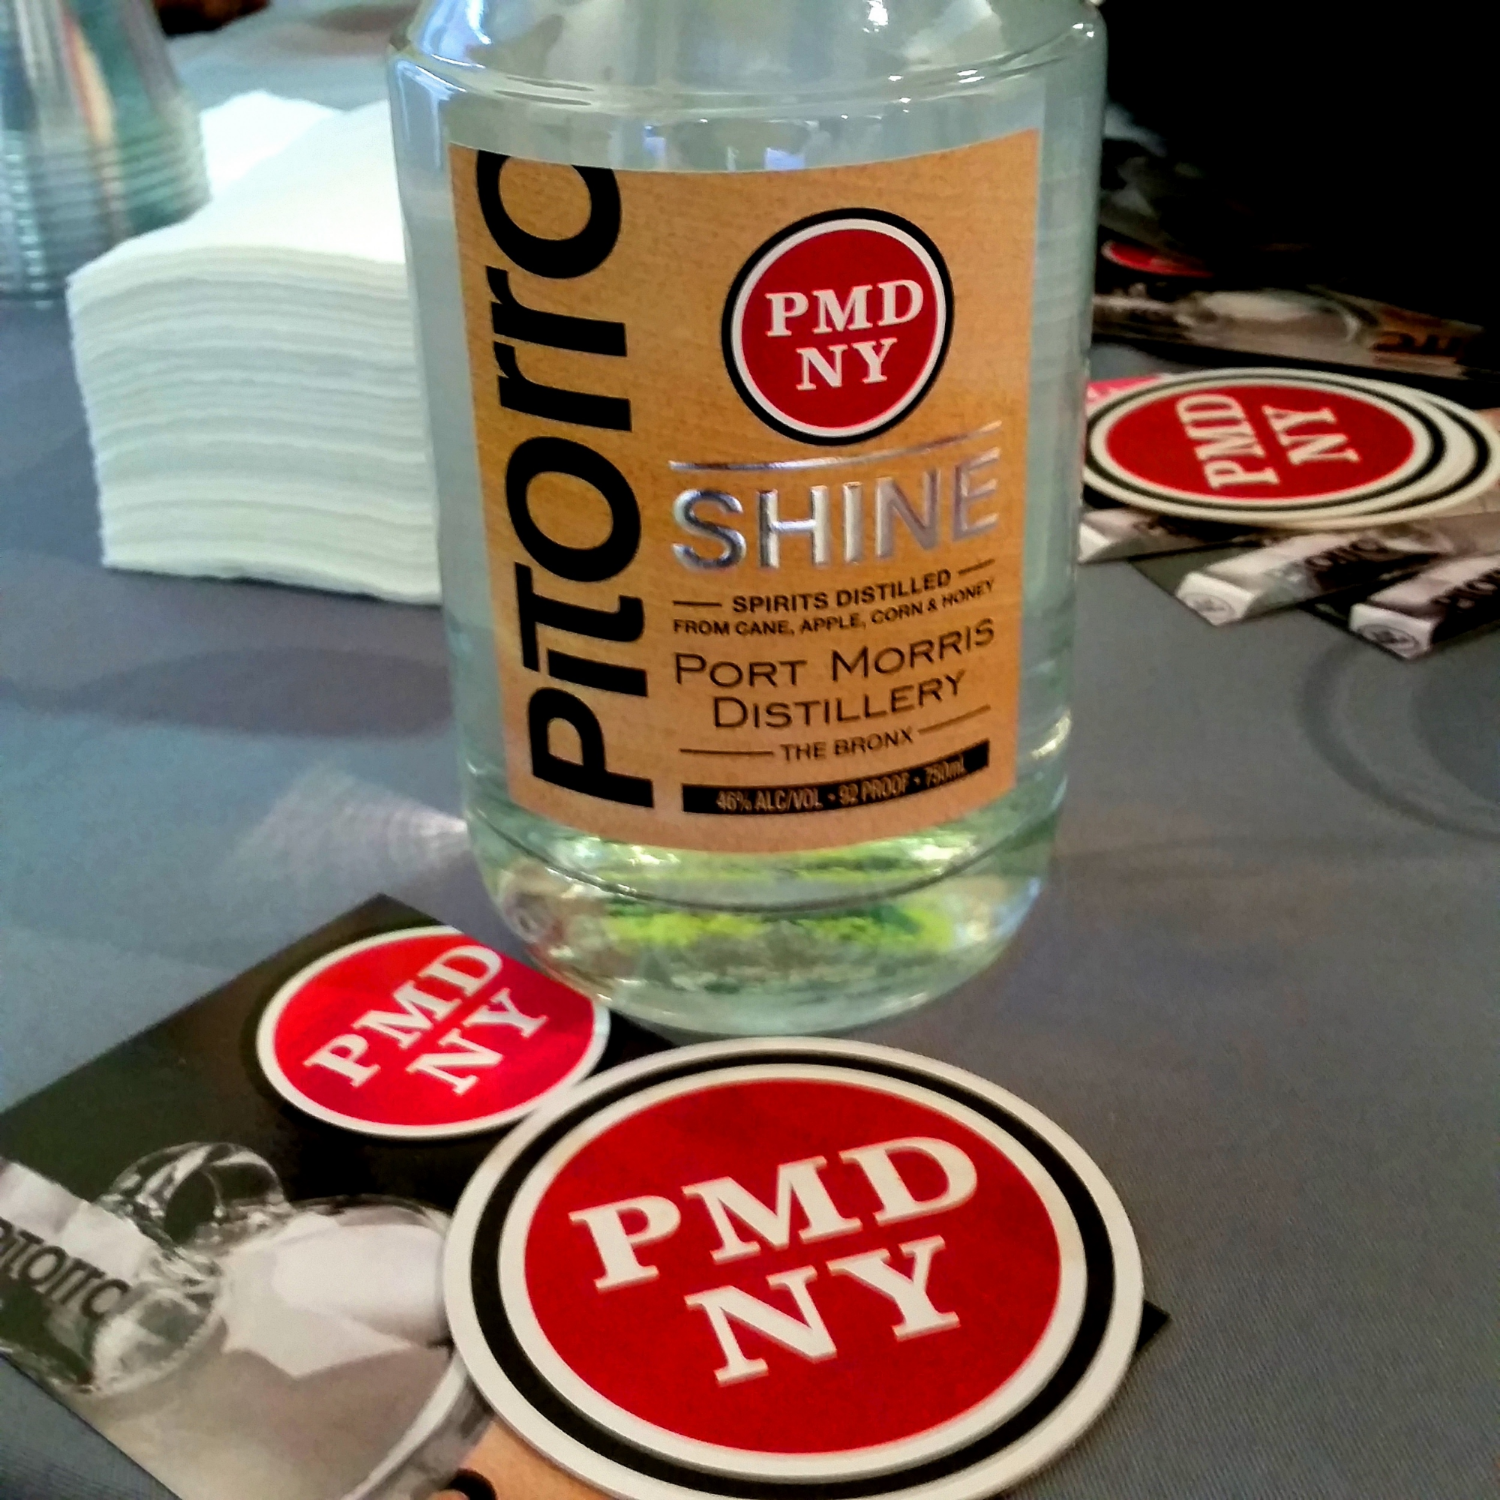 Pitorro
PMD
NY
SHINE
SPIRITS DISTILLED
FROM CANE, APPLE, CORN & HONEY
PORT MORRIS
DISTILLERY
THE BRONX
46% ALC/VOL • 92 PROOF • 750mL
PMD
NY
PMD
NY
Pitorro
PMD
NY